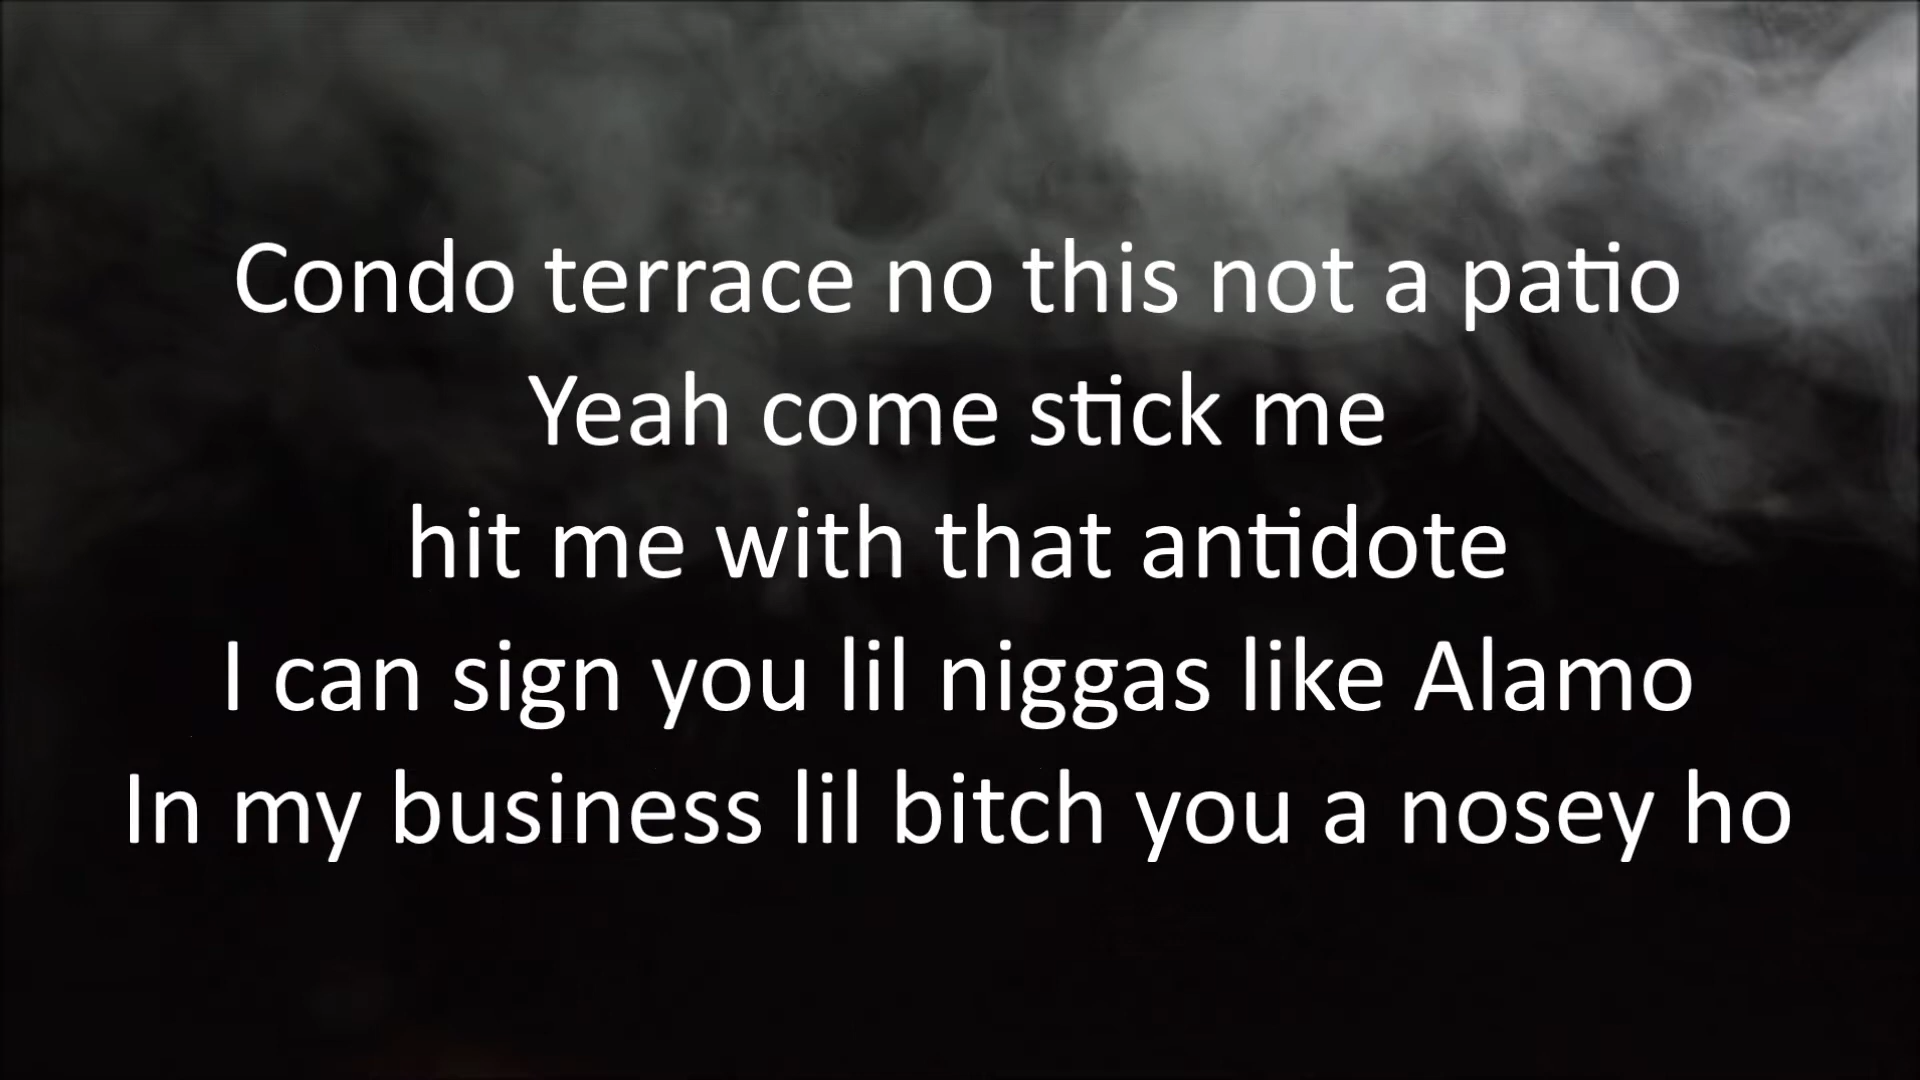 Condo terrace no this not a patio
Yeah come stick me
hit me with that antidote
I can sign you lil niggas like Alamo
In my business lil bitch you a nosey ho